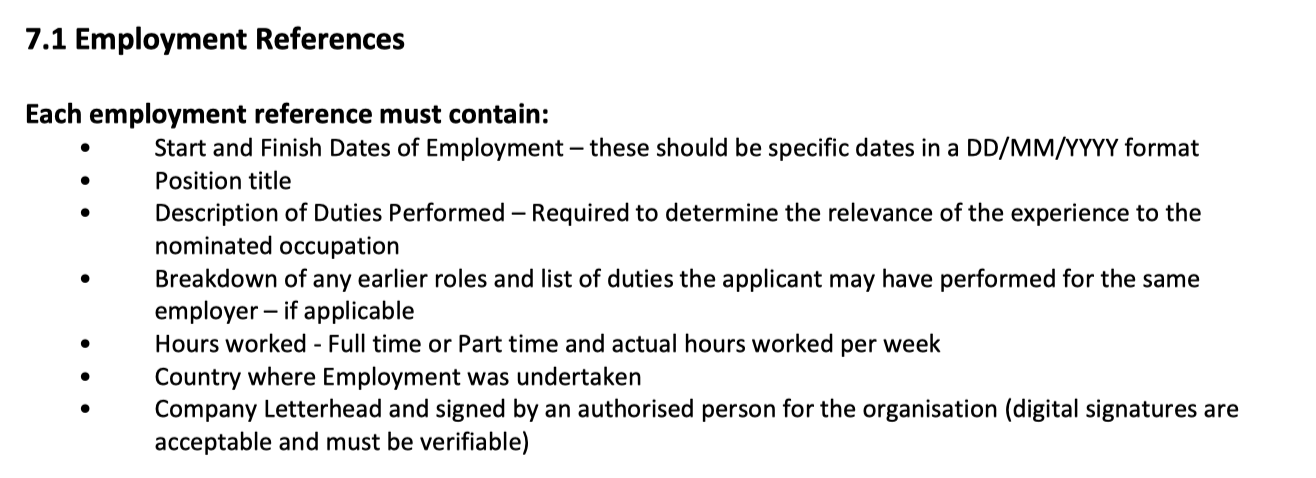 7.1 Employment References
Each employment reference must contain:
• Start and Finish Dates of Employment – these should be specific dates in a DD/MM/YYYY format
• Position title
• Description of Duties Performed – Required to determine the relevance of the experience to the
nominated occupation
• Breakdown of any earlier roles and list of duties the applicant may have performed for the same
employer – if applicable
• Hours worked - Full time or Part time and actual hours worked per week
• Country where Employment was undertaken
• Company Letterhead and signed by an authorised person for the organisation (digital signatures are
acceptable and must be verifiable)